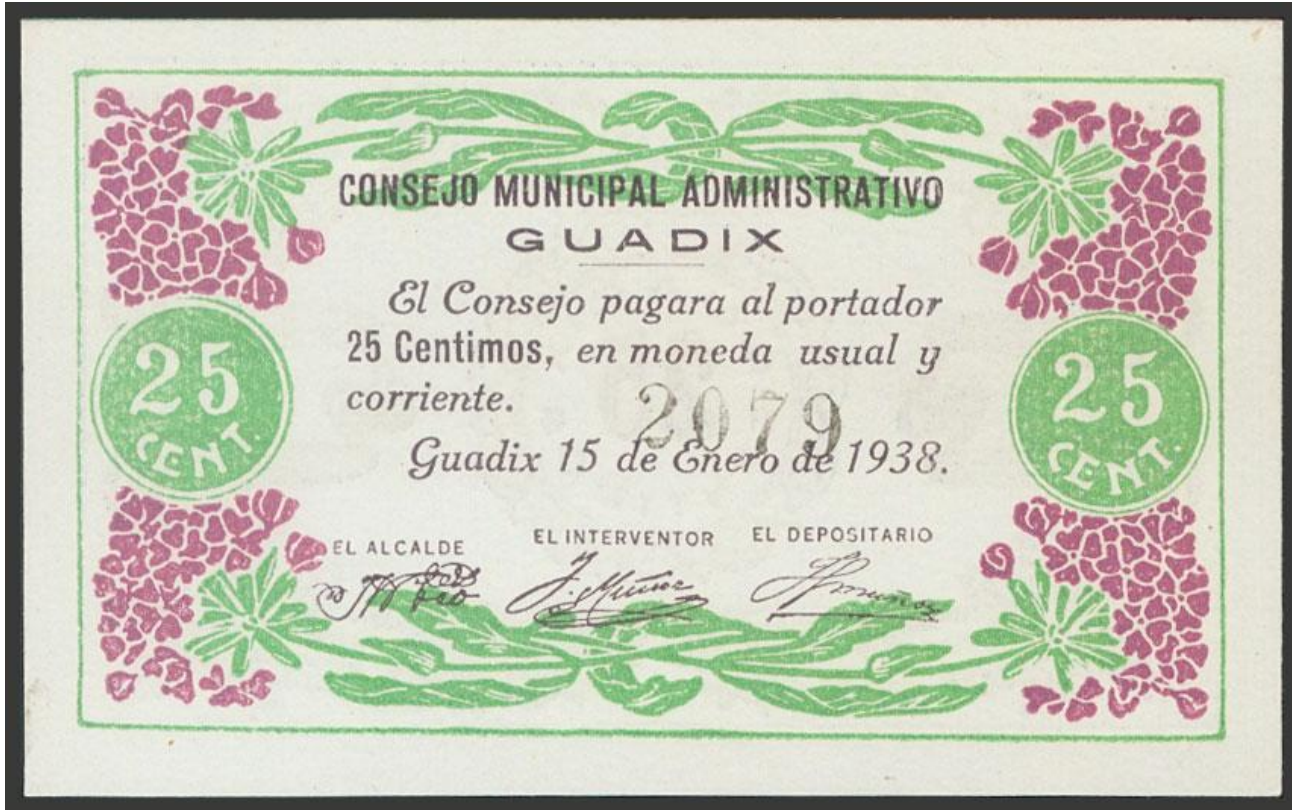 CONSEJO MUNICIPAL ADMINISTRATIVO
GUADIX
El Consejo pagara al portador
25 Centimos, en moneda usual y
corriente.
2079
Guadix 15 de Enero de 1938.
25
CENT.
25
CENT.
EL ALCALDE
EL INTERVENTOR
EL DEPOSITARIO
J. Muñoz